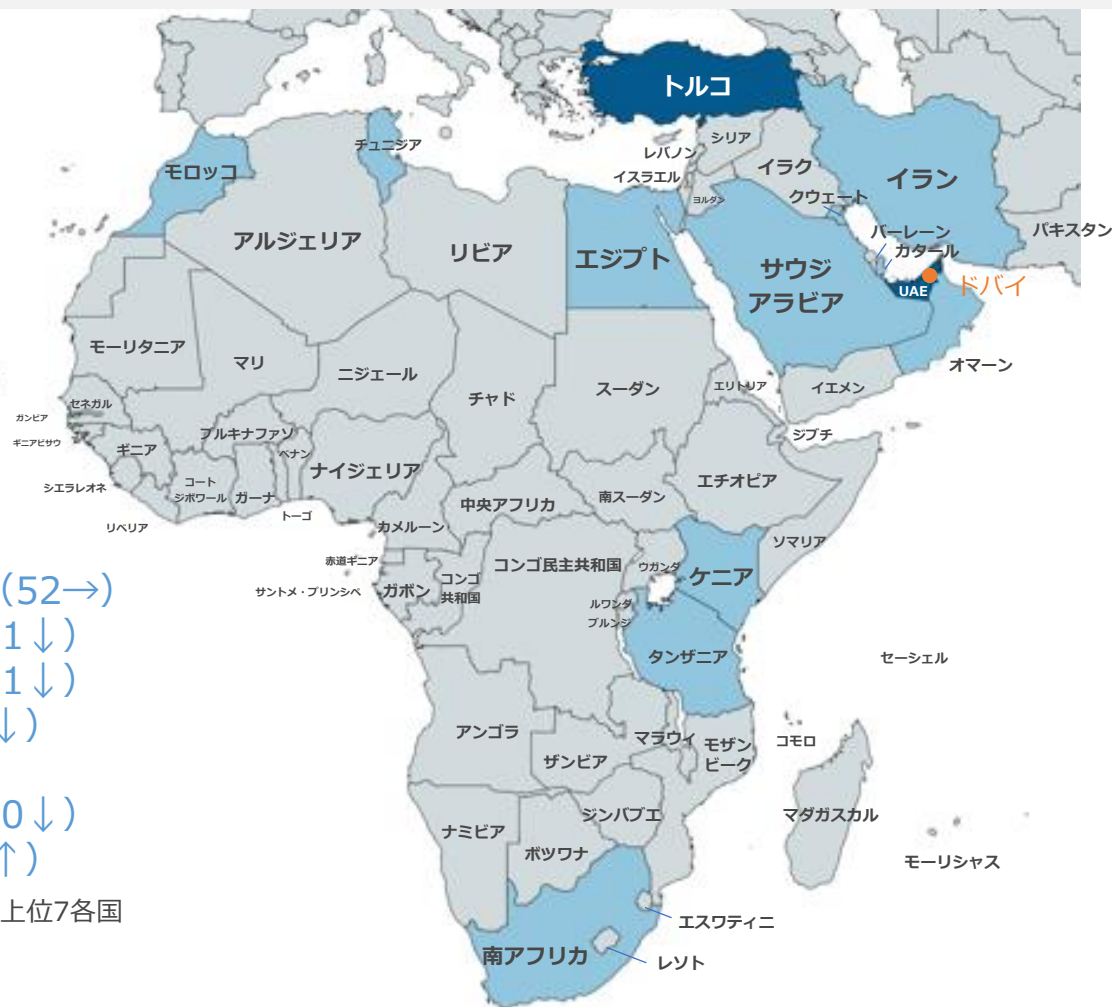 トルコ
シリア
レバノン
イスラエル
イラク
ヨルダン
クウェート
イラン
チュニジア
モロッコ
アルジェリア
リビア
エジプト
サウジ
アラビア
バーレーン
カタール
パキスタン
UAE
ドバイ
オマーン
モーリタニア
マリ
ニジェール
チャド
スーダン
エリトリア
イエメン
ジブチ
セネガル
ガンビア
ギニアビサウ
ギニア
ブルキナファソ
ベナン
ナイジェリア
シエラレオネ
コート
ジボワール
ガーナ
トーゴ
リベリア
カメルーン
中央アフリカ
南スーダン
エチオピア
ソマリア
赤道ギニア
サントメ・プリンシペ
ガボン
コンゴ
共和国
コンゴ民主共和国
ウガンダ
ケニア
ルワンダ
ブルンジ
タンザニア
セーシェル
(52→)
1↓)
1↓)
↓)
0↓)
↑)
上位7各国
アンゴラ
ザンビア
マラウィ
モザン
ビーク
コモロ
ナミビア
ジンバブエ
ボツワナ
マダガスカル
モーリシャス
南アフリカ
エスワティニ
レソト